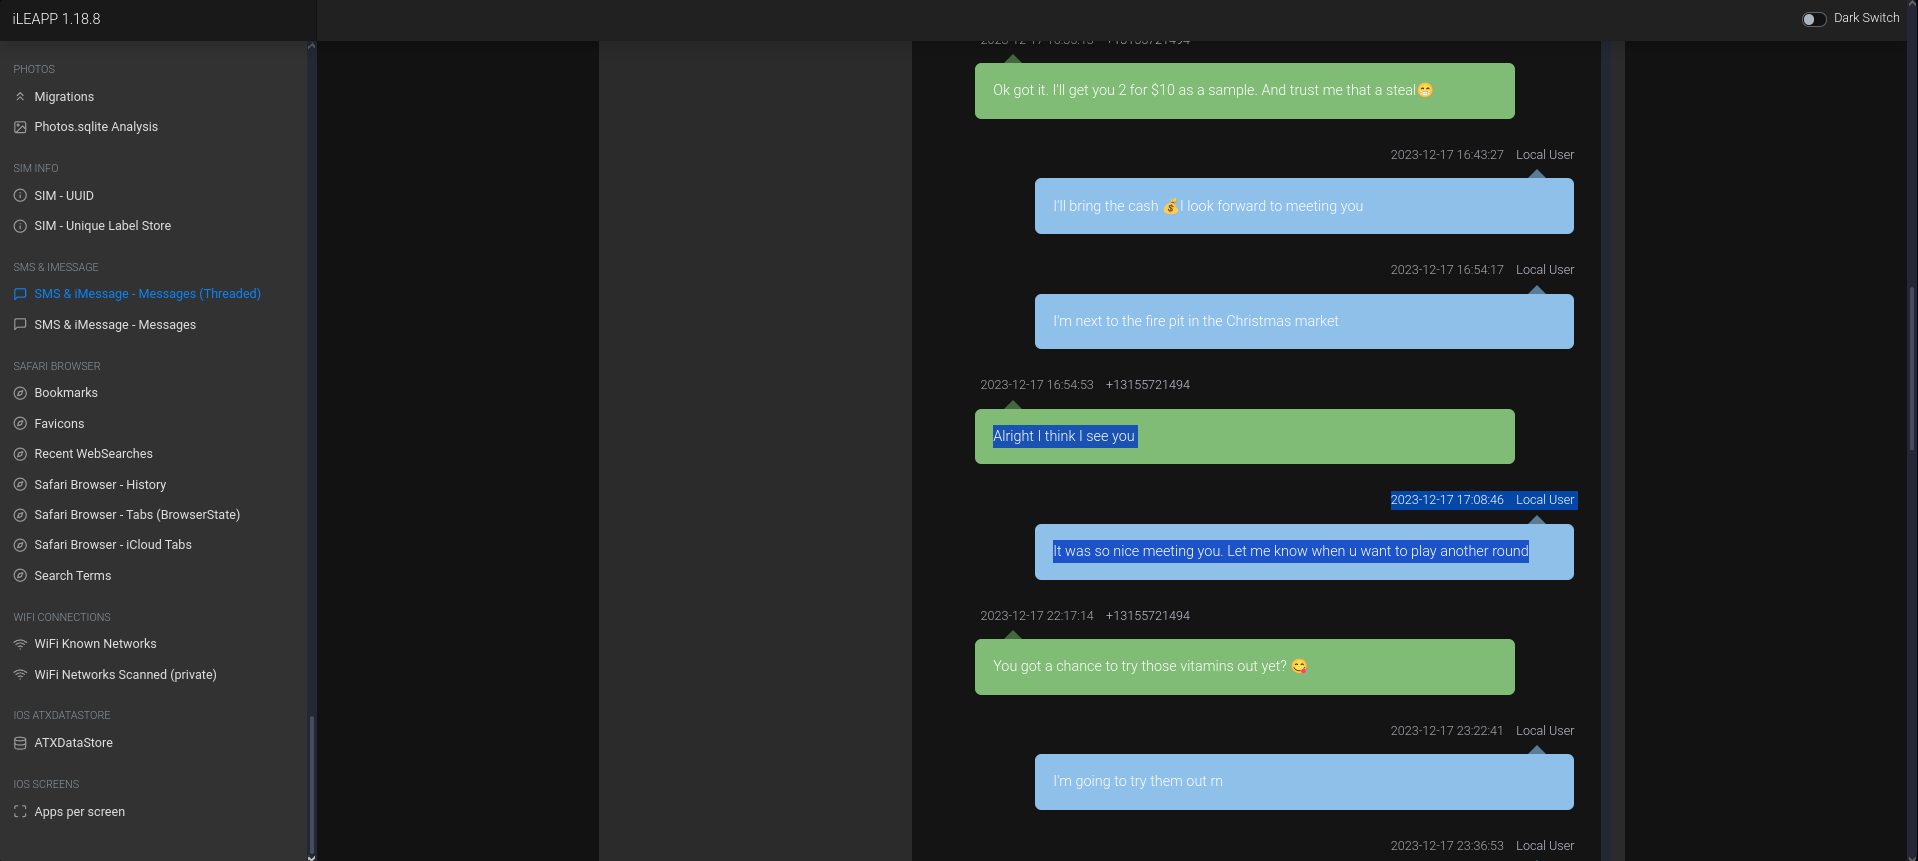 iLEAPP 1.18.8
Dark Switch
PHOTOS
Migrations
Photos.sqlite Analysis
SIM INFO
SIM - UUID
SIM - Unique Label Store
SMS & IMESSAGE
SMS & iMessage - Messages (Threaded)
SMS & iMessage - Messages
SAFARI BROWSER
Bookmarks
Favicons
Recent WebSearches
Safari Browser - History
Safari Browser - Tabs (BrowserState)
Safari Browser - iCloud Tabs
Search Terms
WIFI CONNECTIONS
WiFi Known Networks
WiFi Networks Scanned (private)
IOS ATXDATASTORE
ATXDataStore
IOS SCREENS
Apps per screen
+13155721494
Ok got it. I'll get you 2 for $10 as a sample. And trust me that a steal😁
2023-12-17 16:43:27 Local User
I'll bring the cash 💰I look forward to meeting you
2023-12-17 16:54:17 Local User
I'm next to the fire pit in the Christmas market
2023-12-17 16:54:53 +13155721494
Alright I think I see you
2023-12-17 17:08:46 Local User
It was so nice meeting you. Let me know when u want to play another round
2023-12-17 22:17:14 +13155721494
You got a chance to try those vitamins out yet? 😋
2023-12-17 23:22:41 Local User
I'm going to try them out rn
2023-12-17 23:36:53 Local User